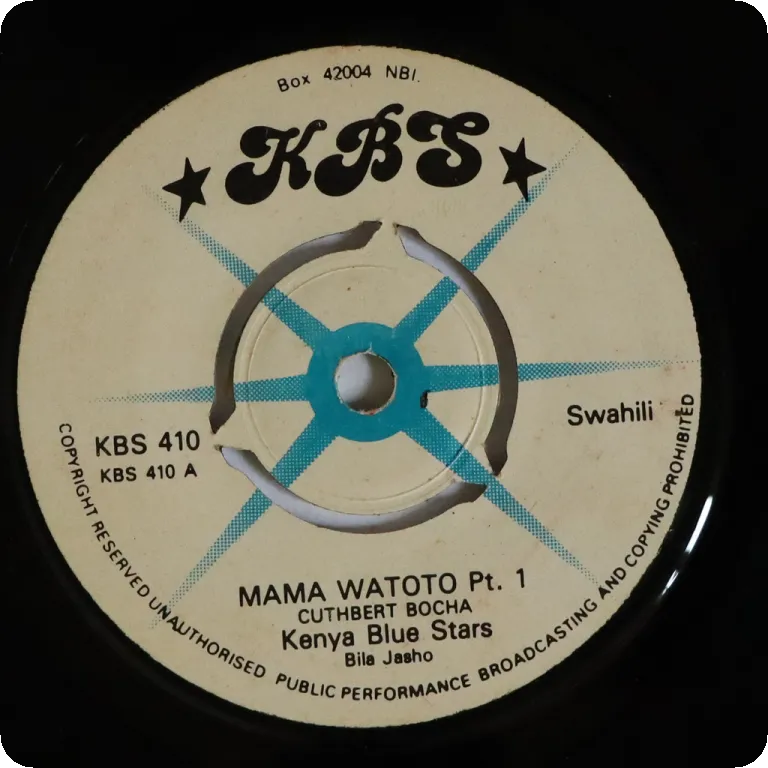 Box 42004 NBI.
KBS
KBS 410
KBS 410 A
Swahili
MAMA WATOTO Pt. 1
CUTHBERT BOCHA
Kenya Blue Stars
Bila Jasho
COPYRIGHT RESERVED UNAUTHORISED PUBLIC PERFORMANCE BROADCASTING AND COPYING PROHIBITED